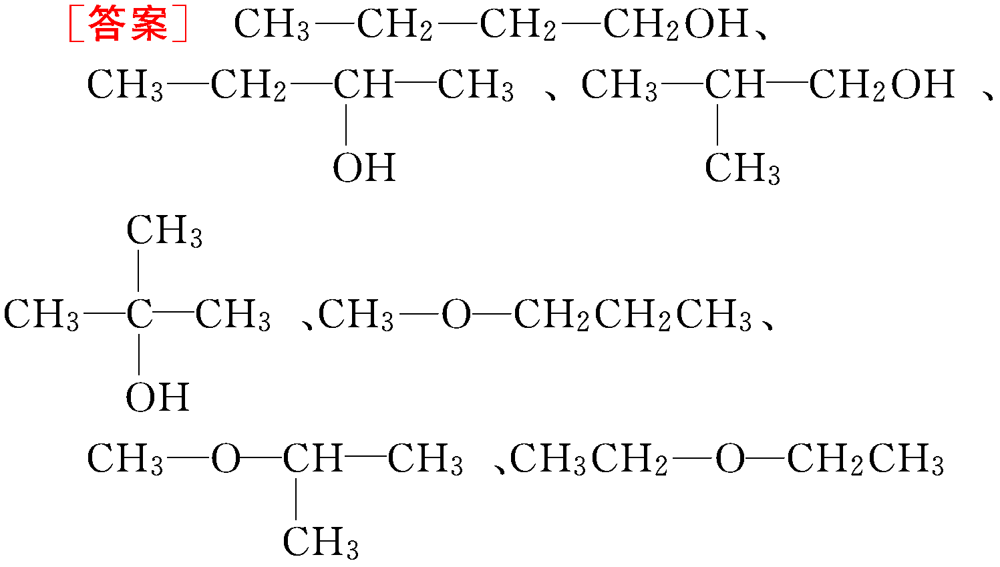 [答案] CH₃—CH₂—CH₂—CH₂OH、
CH₃—CH₂—CH—CH₃ 、CH₃—CH—CH₂OH 、
OH CH₃
CH₃
CH₃—C—CH₃ 、CH₃—O—CH₂CH₂CH₃、
OH
CH₃—O—CH—CH₃ 、CH₃CH₂—O—CH₂CH₃
CH₃